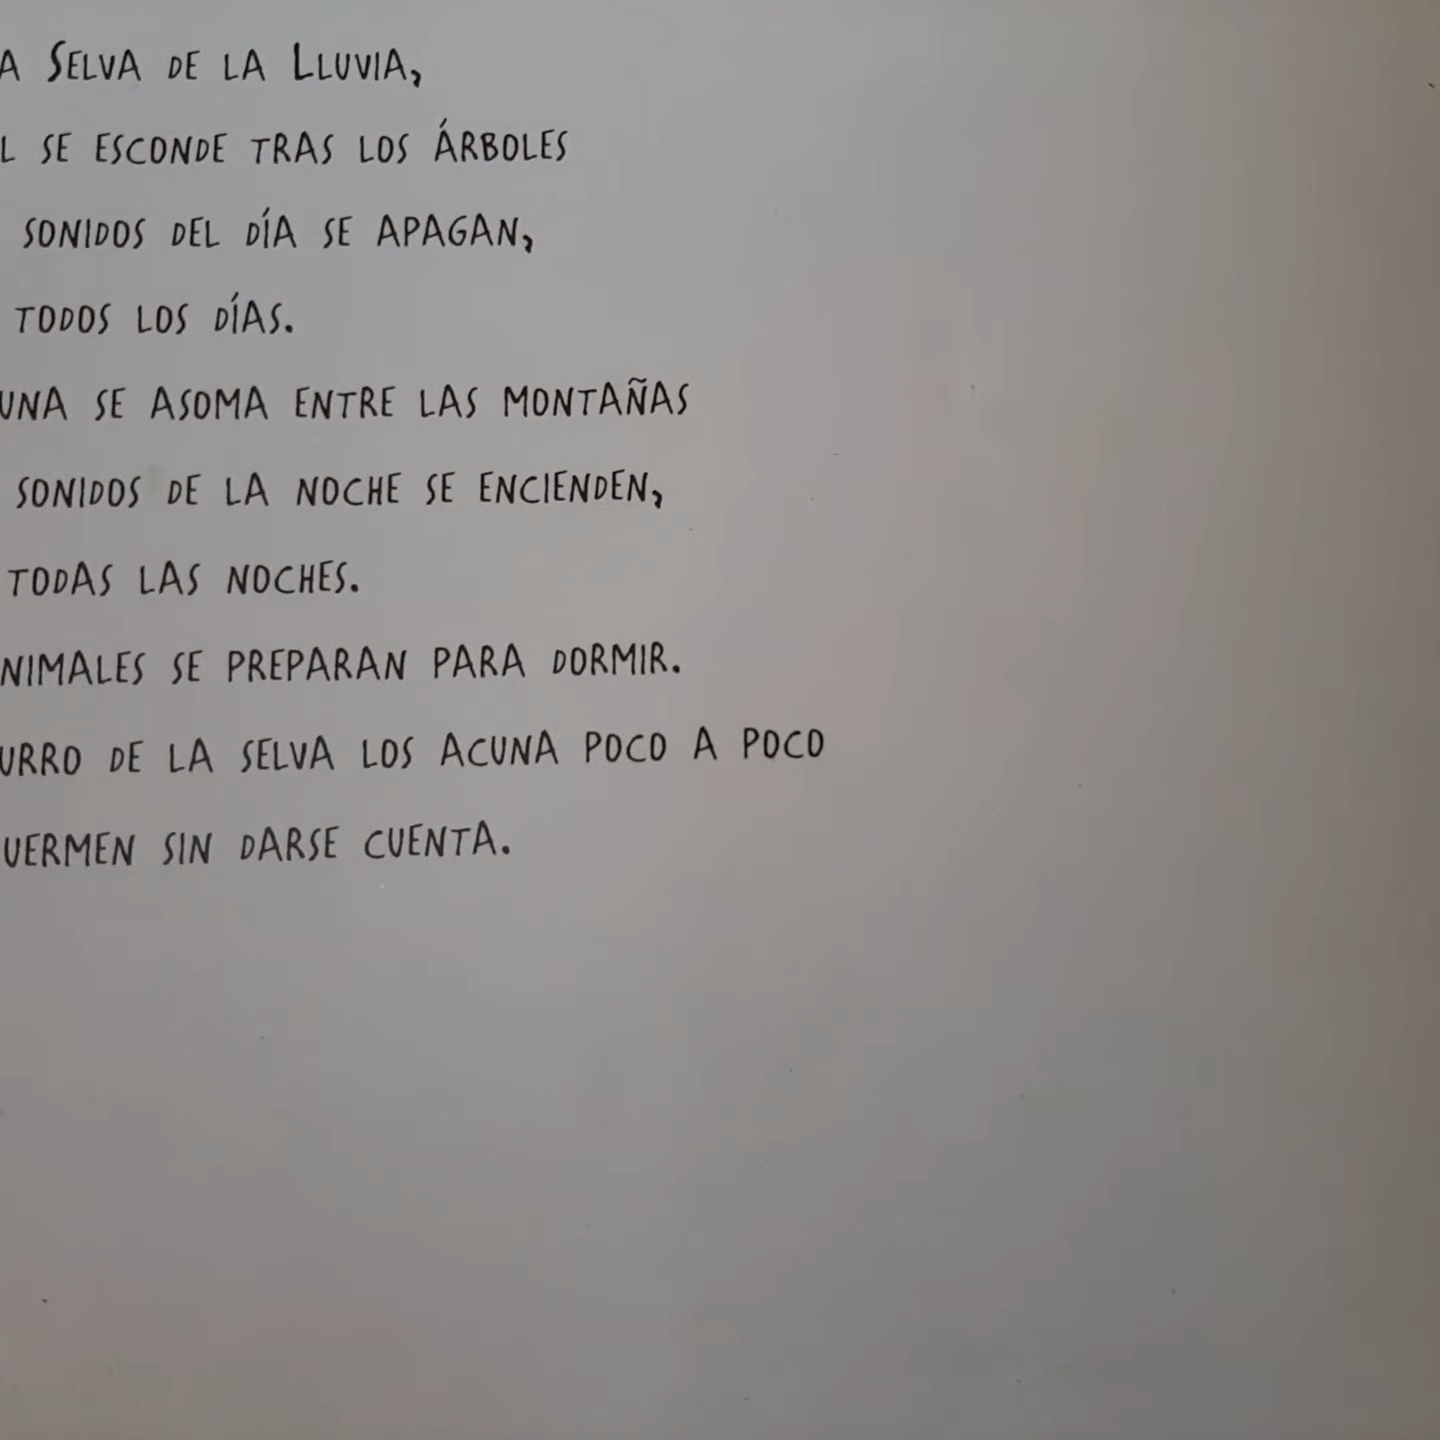 A SELVA DE LA LLUVIA,
L SE ESCONDE TRAS LOS ÁRBOLES
SONIDOS DEL DÍA SE APAGAN,
TODOS LOS DÍAS.
UNA SE ASOMA ENTRE LAS MONTAÑAS
SONIDOS DE LA NOCHE SE ENCIENDEN,
TODAS LAS NOCHES.
NIMALES SE PREPARAN PARA DORMIR.
URRO DE LA SELVA LOS ACUNA POCO A POCO
UERMEN SIN DARSE CUENTA.